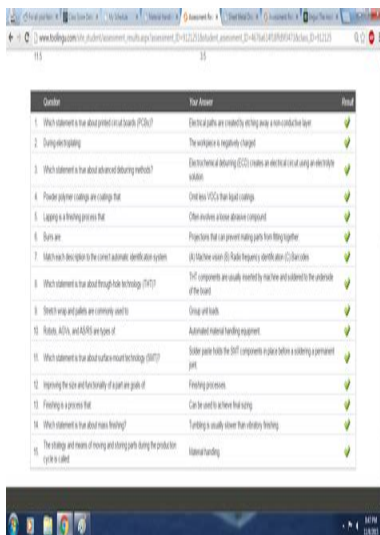 www.toolingu.com
Question Your Answer Result
1. Which statement is true about printed circuit boards (PCBs)? Electrical paths are created by etching away a non-conductive layer.
2. During electroplating The workpiece is negatively charged
3. Which statement is true about advanced deburring methods? Electrochemical deburring (ECD) creates an electrical circuit using an electrolyte
solution.
4. Powder polymer coatings are coatings that Omit less VOCs than liquid coatings.
5. Lapping is a finishing process that Often involves a loose abrasive compound
6. Burrs are Projections that can prevent mating parts from fitting together.
7. Match each description to the correct automatic identification system. (A) Machine vision (B) Radio frequency identification (C) Barcodes
8. Which statement is true about through-hole technology (THT)? THT components are usually inserted by machine and soldered to the underside
of the board.
9. Stretch wrap and pallets are commonly used to Group unit loads.
10. Robots, AGVs, and AS/RS are types of Automated material handling equipment.
11. Which statement is true about surface mount technology (SMT)? Solder paste holds the SMT components in place before a soldering a permanent
joint.
12. Improving the size and functionality of a part are goals of Finishing processes.
13. Finishing is a process that Can be used to achieve final sizing.
14. Which statement is true about mass finishing? Tumbling is usually slower than vibratory finishing.
15. The strategy and means of moving and storing parts during the production
cycle is called: Material handling.